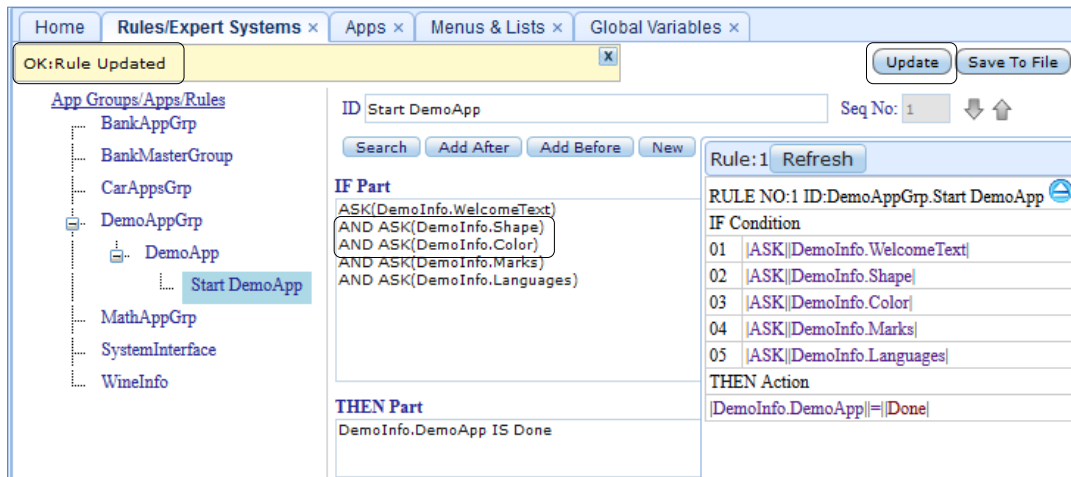 Home Rules/Expert Systems × Apps × Menus & Lists × Global Variables ×
OK:Rule Updated X Update Save To File
App Groups/Apps/Rules
BankAppGrp
BankMasterGroup
CarAppsGrp
DemoAppGrp
DemoApp
Start DemoApp
MathAppGrp
SystemInterface
WineInfo
ID Start DemoApp Seq No: 1
Search Add After Add Before New
IF Part
ASK(DemoInfo.WelcomeText)
AND ASK(DemoInfo.Shape)
AND ASK(DemoInfo.Color)
AND ASK(DemoInfo.Marks)
AND ASK(DemoInfo.Languages)
THEN Part
DemoInfo.DemoApp IS Done
Rule:1 Refresh
RULE NO:1 ID:DemoAppGrp.Start DemoApp
IF Condition
01 |ASK||DemoInfo.WelcomeText|
02 |ASK||DemoInfo.Shape|
03 |ASK||DemoInfo.Color|
04 |ASK||DemoInfo.Marks|
05 |ASK||DemoInfo.Languages|
THEN Action
|DemoInfo.DemoApp||=||Done|